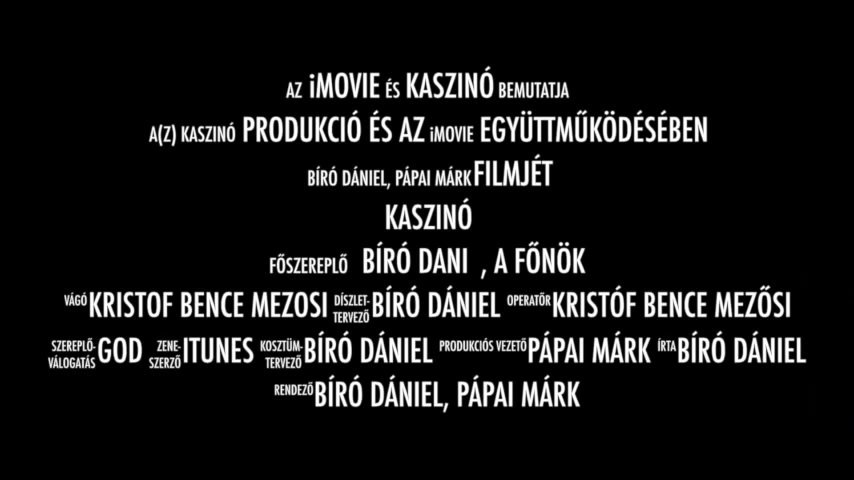 AZ iMOVIE ÉS KASZINÓ BEMUTATJA
A(Z) KASZINÓ PRODUKCIÓ ÉS AZ iMOVIE EGYÜTTMŰKÖDÉSÉBEN
BÍRÓ DÁNIEL, PÁPAI MÁRK FILMJÉT
KASZINÓ
FŐSZEREPLŐ BÍRÓ DANI , A FŐNÖK
VÁGÓ KRISTOF BENCE MEZOSI DÍSZLET-TERVEZŐ BÍRÓ DÁNIEL OPERATŐR KRISTÓF BENCE MEZŐSI
SZEREPLŐ-VÁLOGATÁS GOD ZENE-SZERZŐ ITUNES KOSZTÜM-TERVEZŐ BÍRÓ DÁNIEL PRODUKCIÓS VEZETŐ PÁPAI MÁRK ÍRTA BÍRÓ DÁNIEL
RENDEZŐ BÍRÓ DÁNIEL, PÁPAI MÁRK